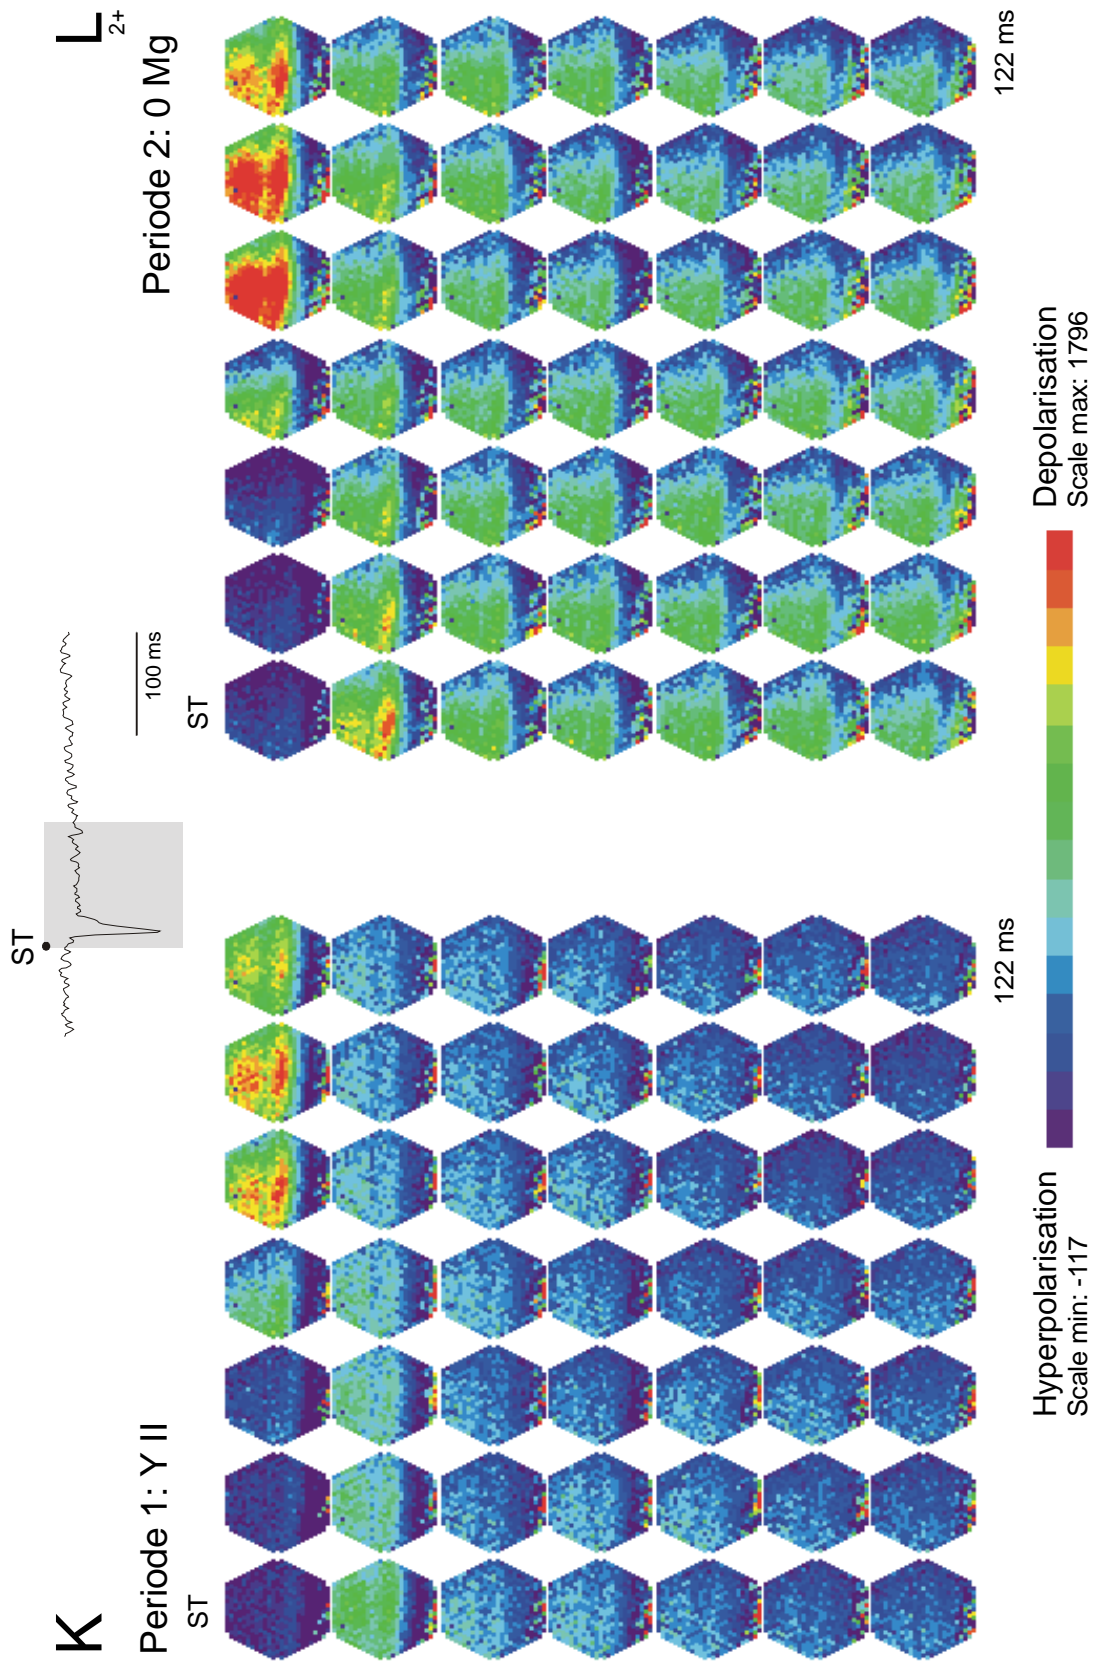 K
L
ST
Periode 1: Y II
Periode 2: 0 Mg2+
100 ms
ST
ST
122 ms
122 ms
Hyperpolarisation
Scale min: -117
Depolarisation
Scale max: 1796